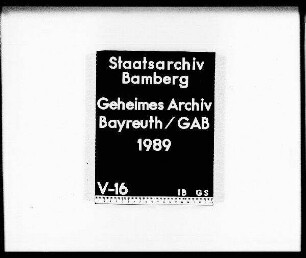 Staatsarchiv
Bamberg
Geheimes Archiv
Bayreuth/GAB
1989
V-16 IB GS